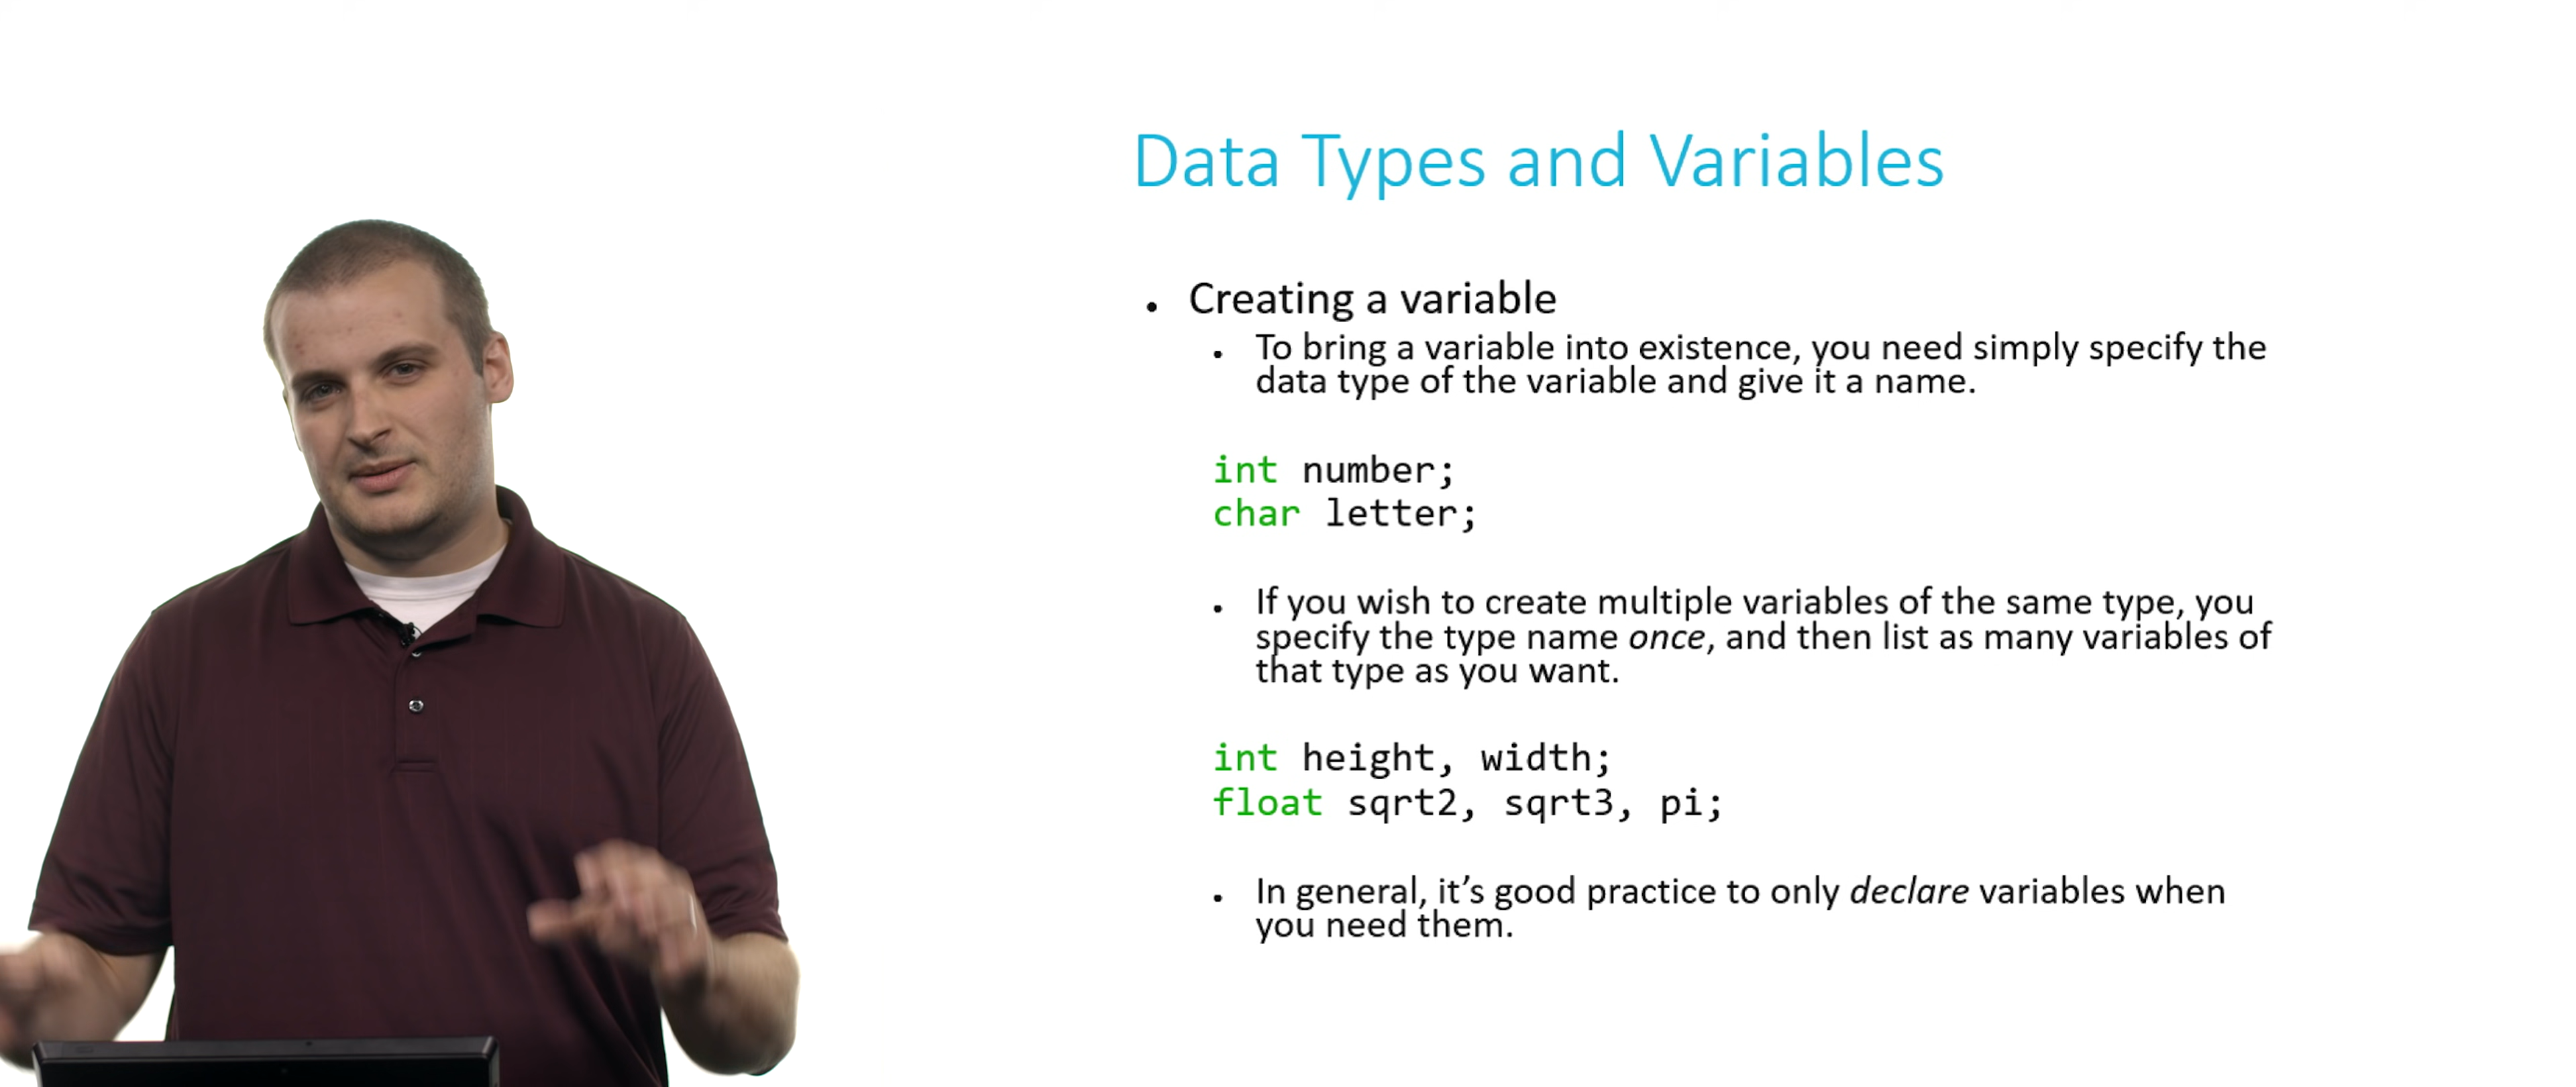 Data Types and Variables
• Creating a variable
• To bring a variable into existence, you need simply specify the
data type of the variable and give it a name.
int number;
char letter;
• If you wish to create multiple variables of the same type, you
specify the type name once, and then list as many variables of
that type as you want.
int height, width;
float sqrt2, sqrt3, pi;
• In general, it’s good practice to only declare variables when
you need them.